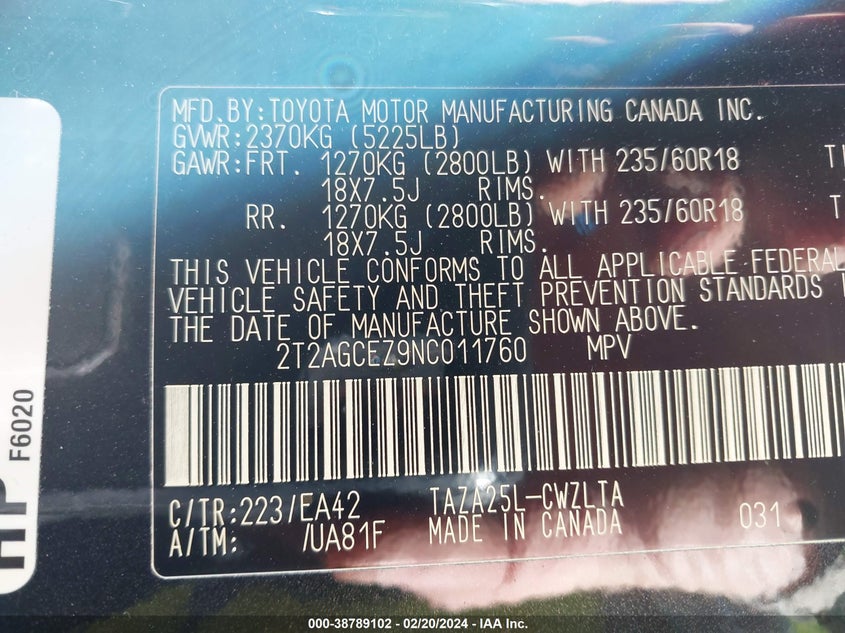 MFD.BY:TOYOTA MOTOR MANUFACTURING CANADA INC.
GVWR:2370KG (5225LB)
GAWR:FRT. 1270KG (2800LB) WITH 235/60R18 TI
18X7.5J RIMS.
RR. 1270KG (2800LB) WITH 235/60R18 T
18X7.5J RIMS.
THIS VEHICLE CONFORMS TO ALL APPLICABLE FEDERAL
VEHICLE SAFETY AND THEFT PREVENTION STANDARDS I
THE DATE OF MANUFACTURE SHOWN ABOVE.
2T2AGCEZ9NC011760 MPV
C/TR:223/EA42 TAZA25L-CWZLTA
A/TM: /UA81F MADE IN CANADA 031
HP F6020
000-38789102 - 02/20/2024 - IAA Inc.